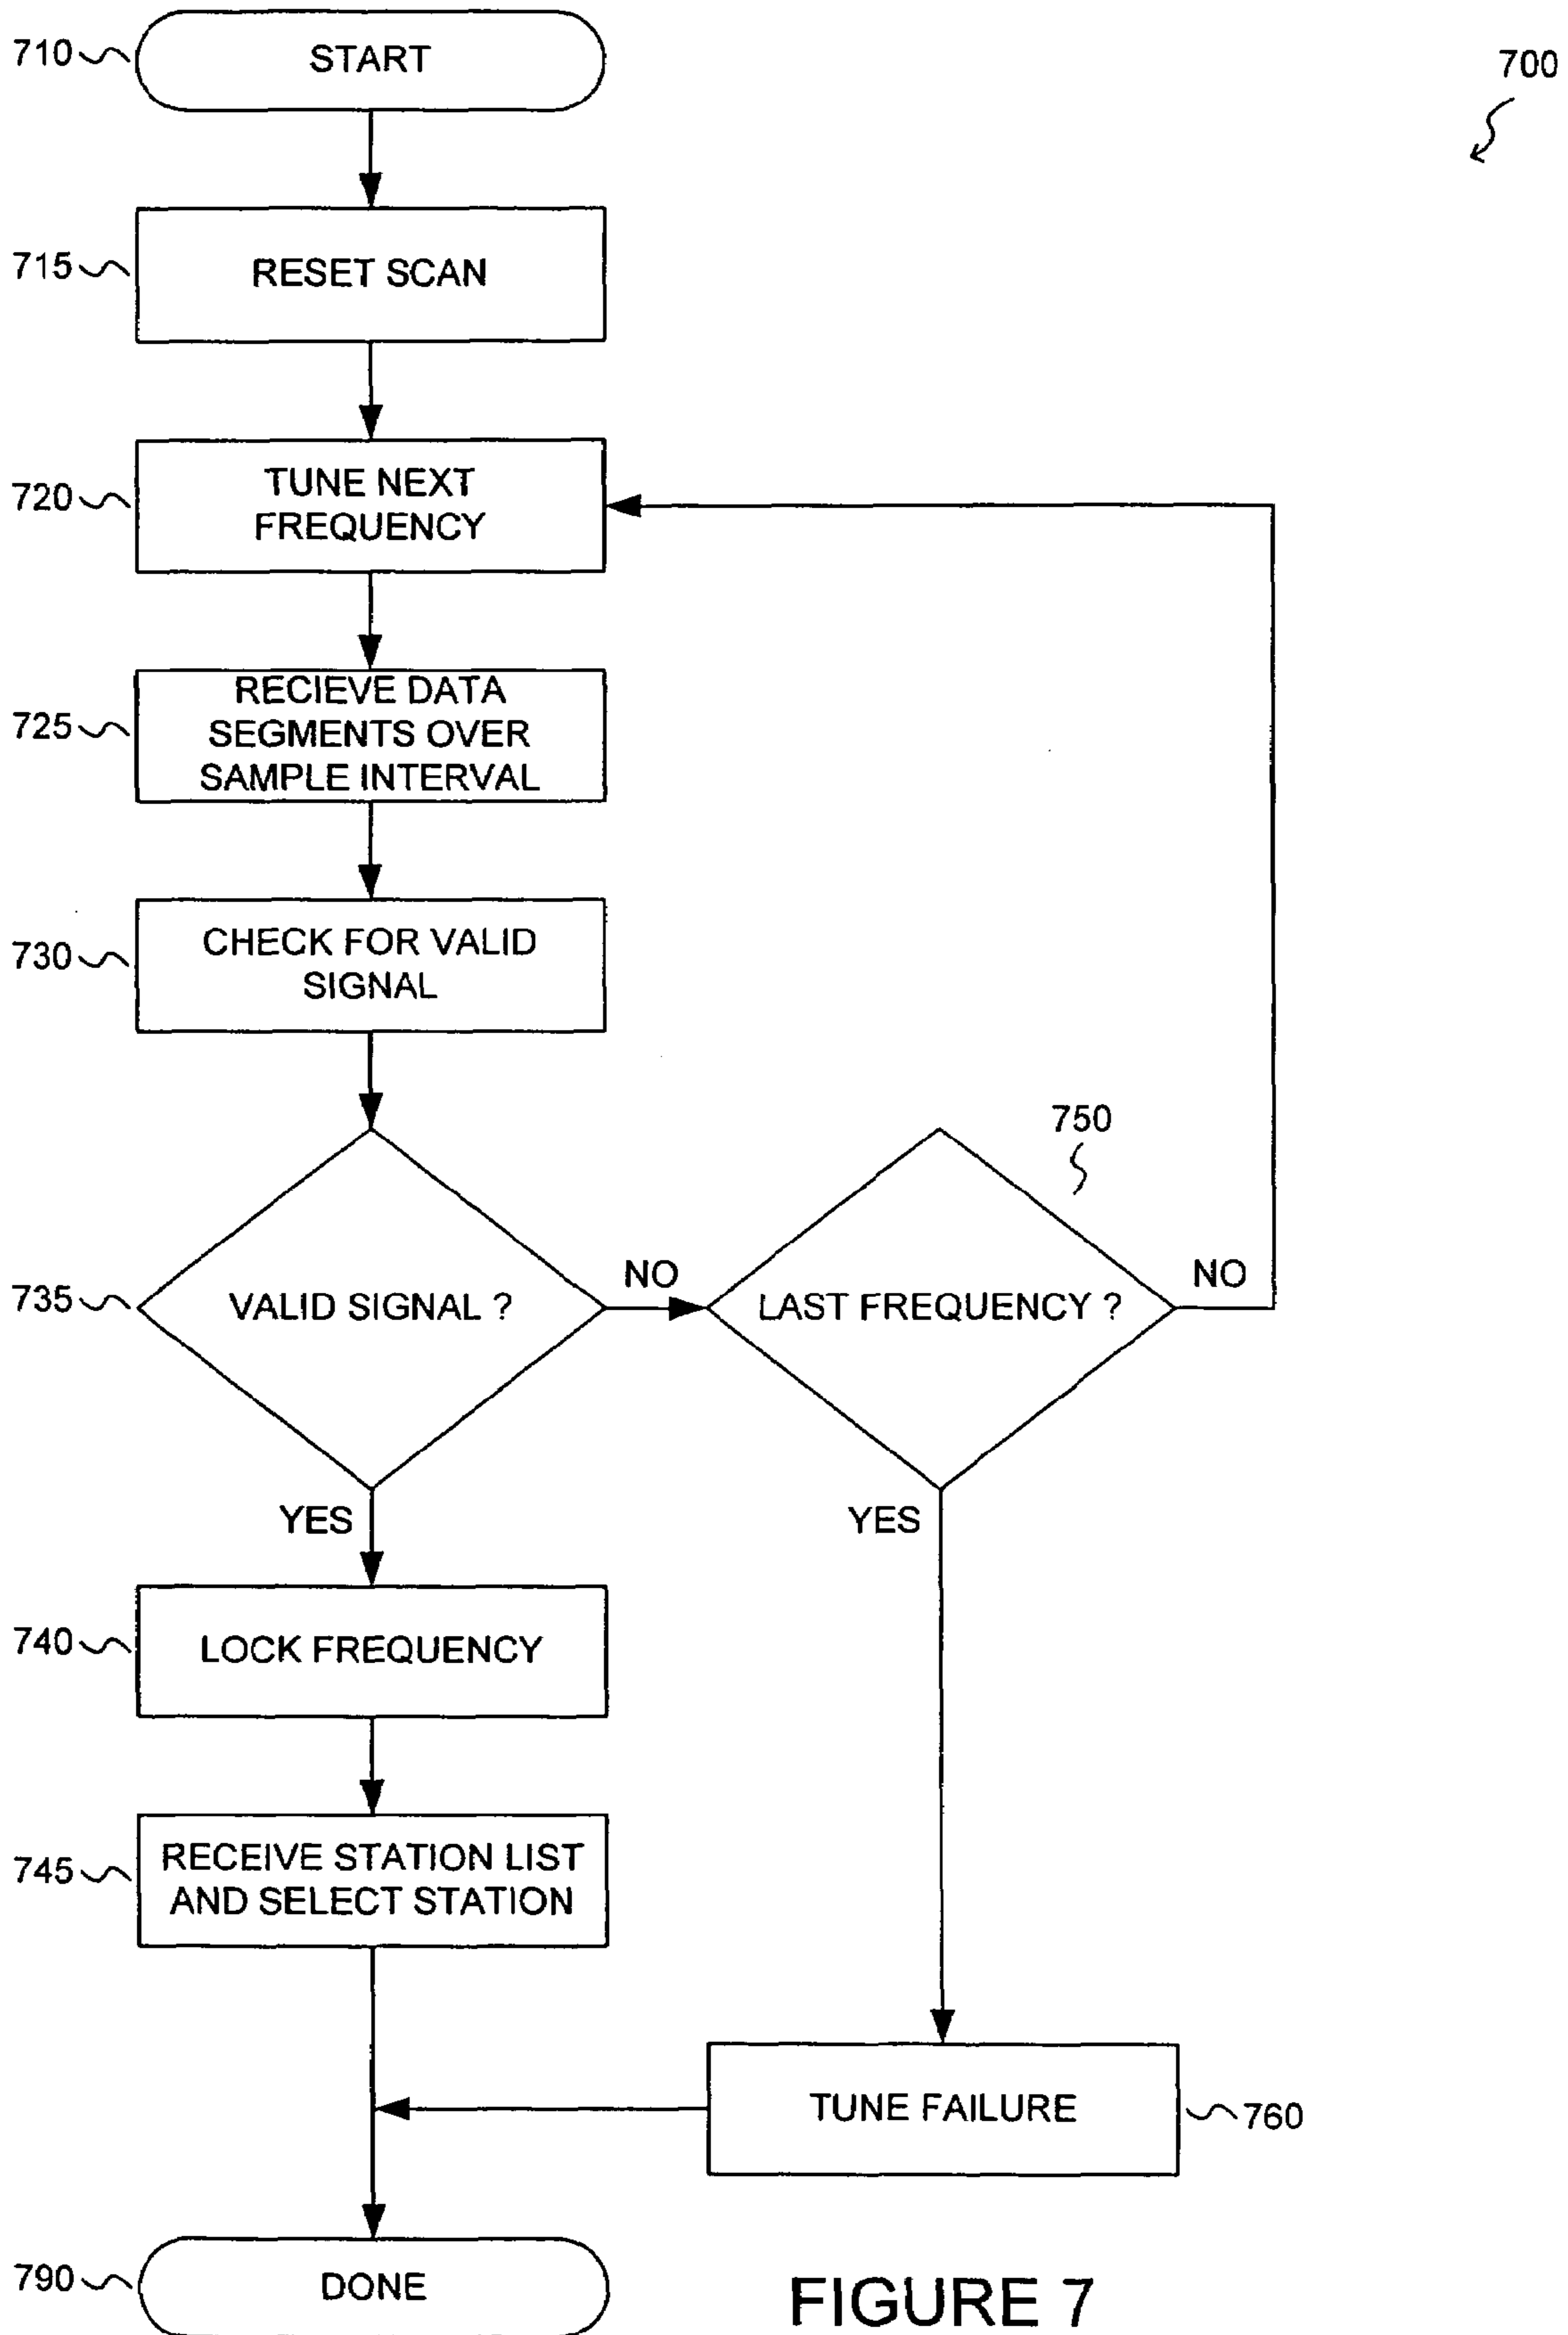 710
START
700
715
RESET SCAN
720
TUNE NEXT
FREQUENCY
725
RECIEVE DATA
SEGMENTS OVER
SAMPLE INTERVAL
730
CHECK FOR VALID
SIGNAL
750
735
VALID SIGNAL ?
NO
LAST FREQUENCY ?
NO
YES
YES
740
LOCK FREQUENCY
745
RECEIVE STATION LIST
AND SELECT STATION
TUNE FAILURE
760
790
DONE
FIGURE 7